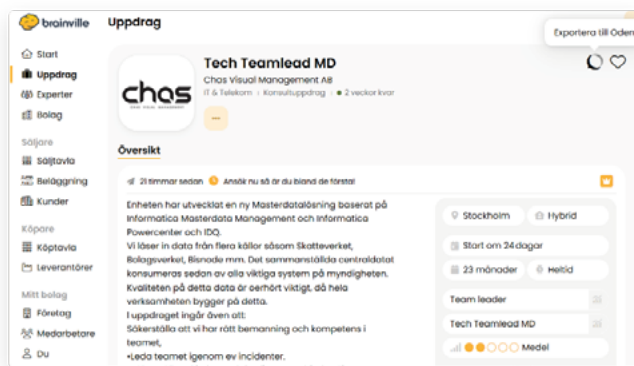 brainville
Uppdrag
Exportera till Oden
Start
Uppdrag
Experter
Bolag
Säljare
Säljtavla
Beläggning
Kunder
Köpare
Köptavla
Leverantörer
Mitt bolag
Företag
Medarbetare
Du
chas
Tech Teamlead MD
Chas Visual Management AB
IT & Telekom › Konsultuppdrag › 2 veckor kvar
Översikt
21 timmar sedan Ansök nu så är du bland de första!
Enheten har utvecklat en ny Masterdatalösning baserat på
Informatica Masterdata Management och Informatica
Powercenter och IDQ.
Vi läser in data från flera källor såsom Skatteverket,
Bolagsverket, Bisnode mm. Det sammanställda centraldatat
konsumeras sedan av alla viktiga system på myndigheten.
Kvaliteten på detta data är oerhört viktigt, då hela
verksamheten bygger på detta.
I uppdraget ingår även att:
Säkerställa att vi har rätt bemanning och kompetens i
teamet,
•Leda teamet igenom ev incidenter.
Stockholm
Hybrid
Start om 24 dagar
23 månader
Heltid
Team leader
Tech Teamlead MD
Medel